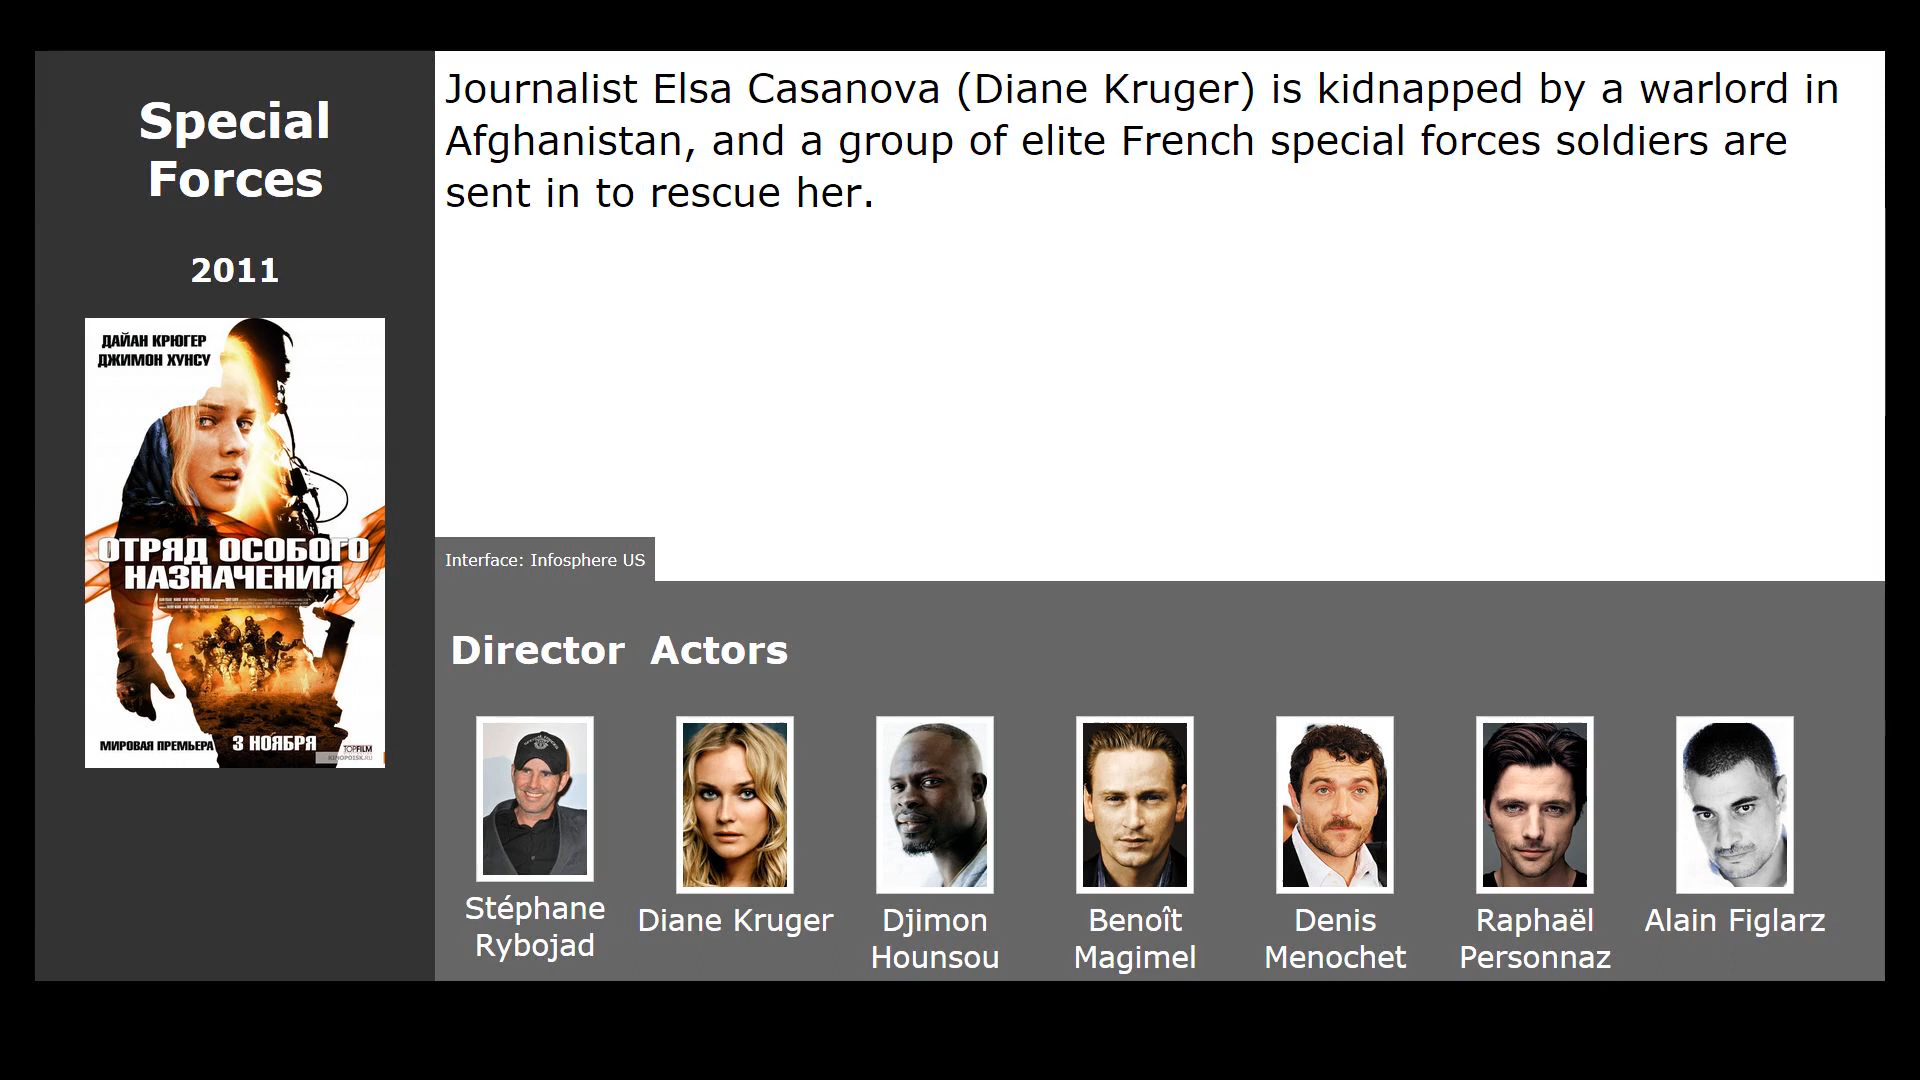 Special
Forces
2011
ДАЙАН КРЮГЕР
ДЖИМОН ХУНСУ
ОТРЯД ОСОБОГО
НАЗНАЧЕНИЯ
МИРОВАЯ ПРЕМЬЕРА 3 НОЯБРЯ
TOPFILM
KINOPOISK.RU
Journalist Elsa Casanova (Diane Kruger) is kidnapped by a warlord in
Afghanistan, and a group of elite French special forces soldiers are
sent in to rescue her.
Interface: Infosphere US
Director Actors
Stéphane
Rybojad
Diane Kruger
Djimon
Hounsou
Benoît
Magimel
Denis
Menochet
Raphaël
Personnaz
Alain Figlarz